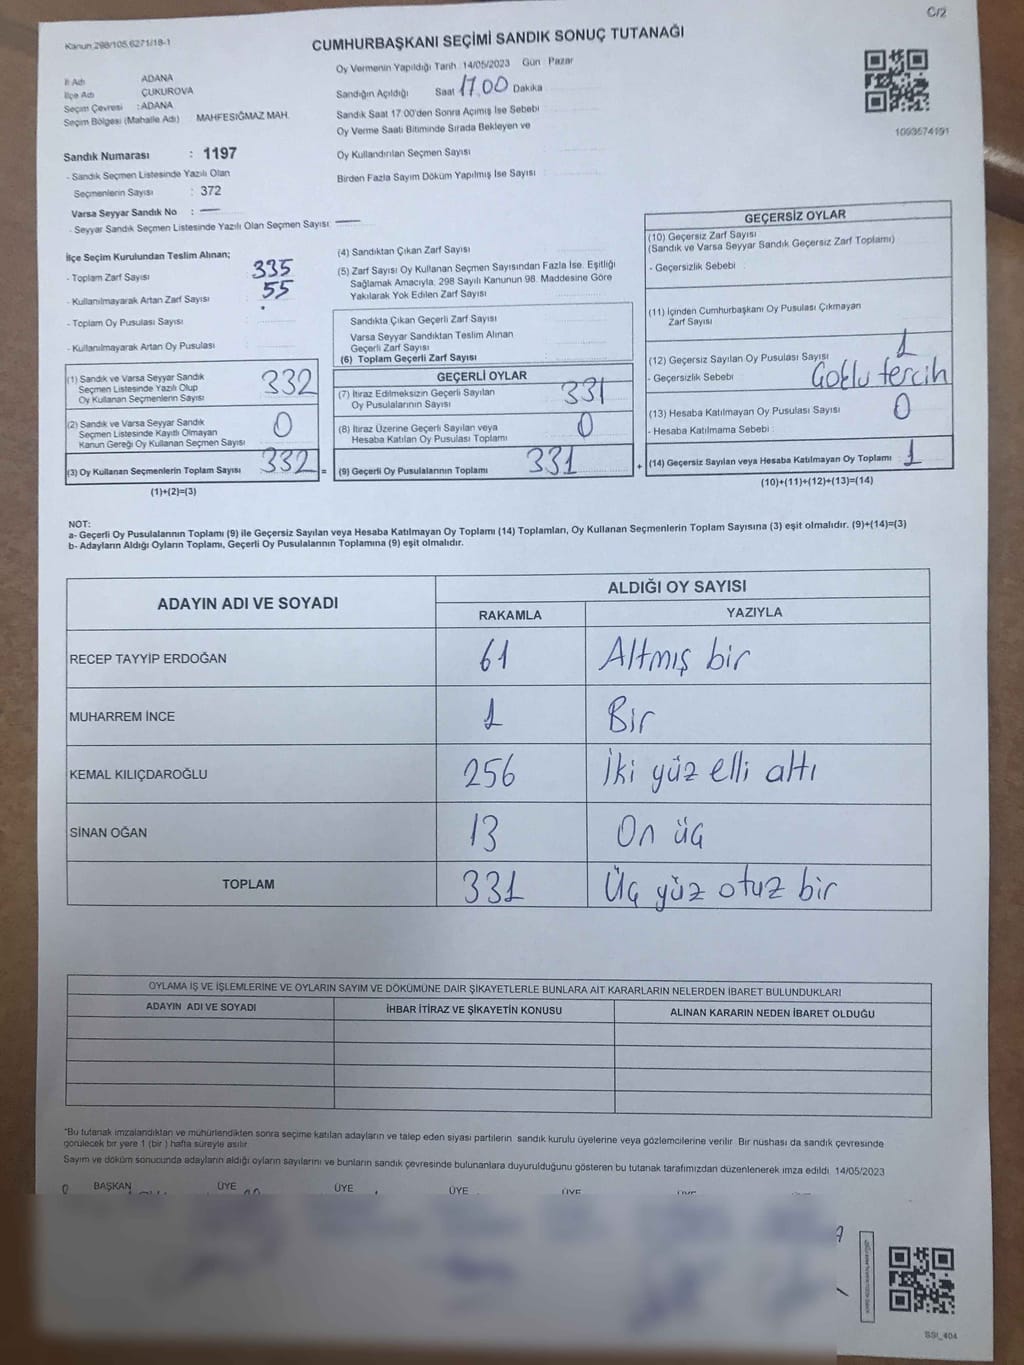 C/2
Kanun 298/105,6271/18-1
CUMHURBAŞKANI SEÇİMİ SANDIK SONUÇ TUTANAĞI
İl Adı ADANA
İlçe Adı ÇUKUROVA
Seçim Çevresi : ADANA
Seçim Bölgesi (Mahalle Adı) MAHFESIĞMAZ MAH.
Oy Vermenin Yapıldığı Tarih 14/05/2023 Gün Pazar
Sandığın Açıldığı Saat 17.00 Dakika
Sandık Saat 17:00'den Sonra Açımış İse Sebebi
Oy Verme Saati Bitiminde Sırada Bekleyen ve
Oy Kullandırılan Seçmen Sayısı
Birden Fazla Sayım Döküm Yapılmış İse Sayısı
1093574191
Sandık Numarası : 1197
- Sandık Seçmen Listesinde Yazılı Olan
Seçmenlerin Sayısı : 372
Varsa Seyyar Sandık No : —
- Seyyar Sandık Seçmen Listesinde Yazılı Olan Seçmen Sayısı: —
İlçe Seçim Kurulundan Teslim Alınan;
- Toplam Zarf Sayısı 335
- Kullanılmayarak Artan Zarf Sayısı 55
- Toplam Oy Pusulası Sayısı
- Kullanılmayarak Artan Oy Pusulası
(1) Sandık ve Varsa Seyyar Sandık
Seçmen Listesinde Yazılı Olup
Oy Kullanan Seçmenlerin Sayısı 332
(2) Sandık ve Varsa Seyyar Sandık
Seçmen Listesinde Kayıtlı Olmayan
Kanun Gereği Oy Kullanan Seçmen Sayısı 0
(3) Oy Kullanan Seçmenlerin Toplam Sayısı 332 =
(1)+(2)=(3)
(4) Sandıktan Çıkan Zarf Sayısı
(5) Zarf Sayısı Oy Kullanan Seçmen Sayısından Fazla İse Eşitliği
Sağlamak Amacıyla; 298 Sayılı Kanunun 98. Maddesine Göre
Yakılarak Yok Edilen Zarf Sayısı
Sandıkta Çıkan Geçerli Zarf Sayısı
Varsa Seyyar Sandıktan Teslim Alınan
Geçerli Zarf Sayısı
(6) Toplam Geçerli Zarf Sayısı
GEÇERLİ OYLAR
(7) İtiraz Edilmeksizin Geçerli Sayılan
Oy Pusulalarının Sayısı 331
(8) İtiraz Üzerine Geçerli Sayılan veya
Hesaba Katılan Oy Pusulası Toplamı 0
(9) Geçerli Oy Pusulalarının Toplamı 331 +
GEÇERSİZ OYLAR
(10) Geçersiz Zarf Sayısı
(Sandık ve Varsa Seyyar Sandık Geçersiz Zarf Toplamı)
- Geçersizlik Sebebi
(11) İçinden Cumhurbaşkanı Oy Pusulası Çıkmayan
Zarf Sayısı
(12) Geçersiz Sayılan Oy Pusulası Sayısı 1
- Geçersizlik Sebebi : Çoklu tercih
(13) Hesaba Katılmayan Oy Pusulası Sayısı 0
- Hesaba Katılmama Sebebi
(14) Geçersiz Sayılan veya Hesaba Katılmayan Oy Toplamı : 1
(10)+(11)+(12)+(13)=(14)
NOT:
a- Geçerli Oy Pusulalarının Toplamı (9) ile Geçersiz Sayılan veya Hesaba Katılmayan Oy Toplamı (14) Toplamları, Oy Kullanan Seçmenlerin Toplam Sayısına (3) eşit olmalıdır. (9)+(14)=(3)
b- Adayların Aldığı Oyların Toplamı, Geçerli Oy Pusulalarının Toplamına (9) eşit olmalıdır.
ADAYIN ADI VE SOYADI ALDIĞI OY SAYISI
RAKAMLA YAZIYLA
RECEP TAYYİP ERDOĞAN 61 Altmış bir
MUHARREM İNCE 1 Bir
KEMAL KILIÇDAROĞLU 256 İki yüz elli altı
SİNAN OĞAN 13 On üç
TOPLAM 331 Üç yüz otuz bir
OYLAMA İŞ VE İŞLEMLERİNE VE OYLARIN SAYIM VE DÖKÜMÜNE DAİR ŞİKAYETLERLE BUNLARA AİT KARARLARIN NELERDEN İBARET BULUNDUKLARI
ADAYIN ADI VE SOYADI İHBAR İTİRAZ VE ŞİKAYETİN KONUSU ALINAN KARARIN NEDEN İBARET OLDUĞU
*Bu tutanak imzalandıktan ve mühürlendikten sonra seçime katılan adayların ve talep eden siyasi partilerin sandık kurulu üyelerine veya gözlemcilerine verilir. Bir nüshası da sandık çevresinde
görülecek bir yere 1 (bir) hafta süreyle asılır.
Sayım ve döküm sonucunda adayların aldığı oyların sayılarını ve bunların sandık çevresinde bulunanlara duyurulduğunu gösteren bu tutanak tarafımızdan düzenlenerek imza edildi. 14/05/2023
BAŞKAN ÜYE ÜYE ÜYE ÜYE
SSI_404